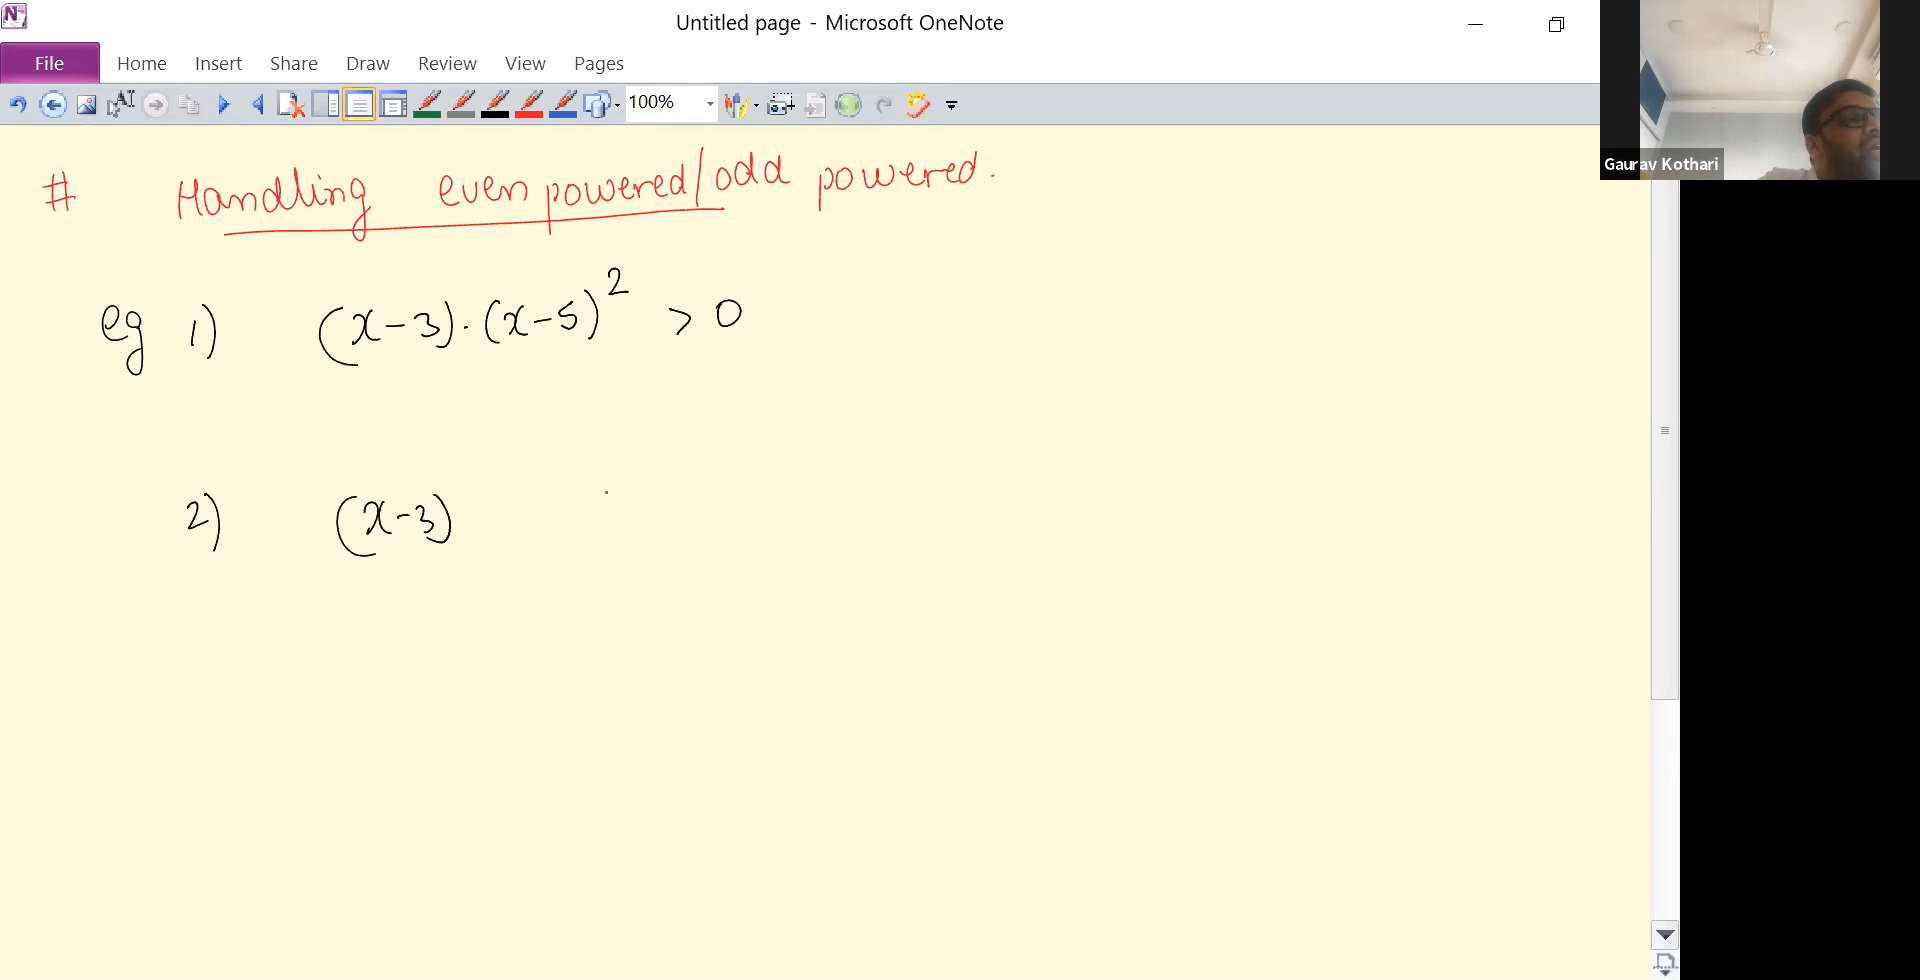 Untitled page - Microsoft OneNote
File Home Insert Share Draw Review View Pages
100%
Gaurav Kothari
# Handling even powered/odd powered.
eg 1) (x-3).(x-5)² > 0
2) (x-3)